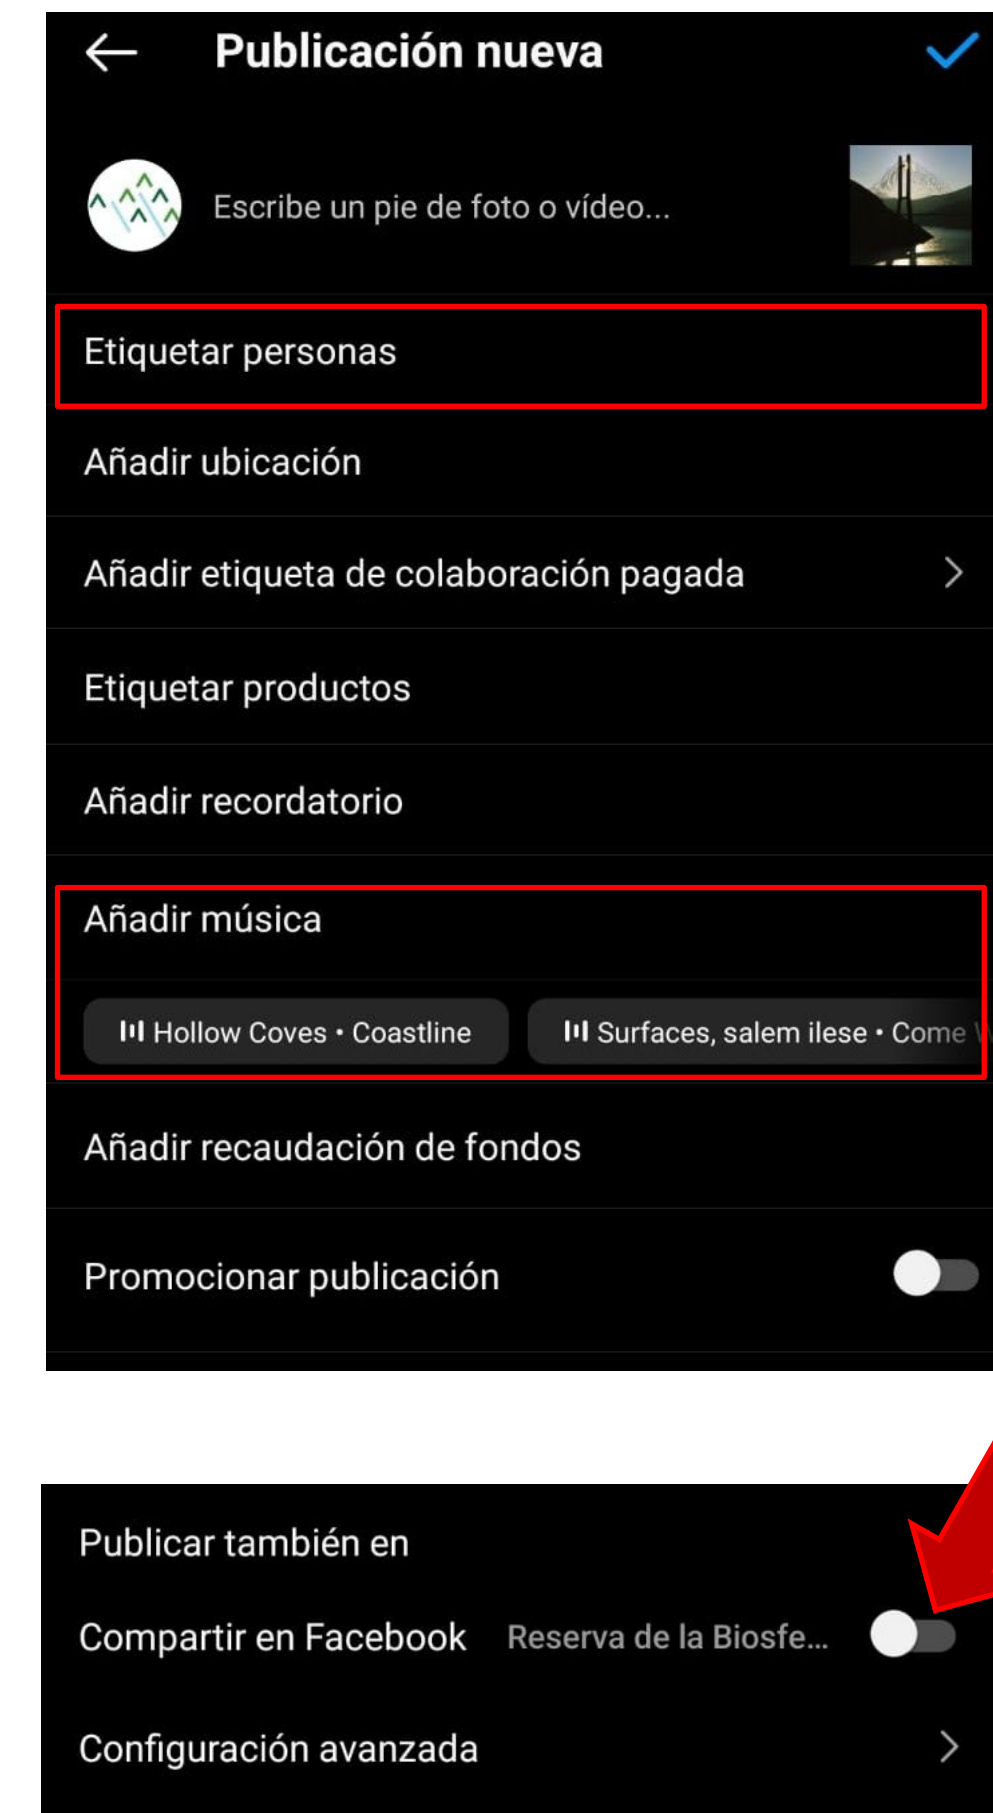 Publicación nueva
Escribe un pie de foto o vídeo...
Etiquetar personas
Añadir ubicación
Añadir etiqueta de colaboración pagada
Etiquetar productos
Añadir recordatorio
Añadir música
Hollow Coves • Coastline
Surfaces, salem ilese • Come
Añadir recaudación de fondos
Promocionar publicación
Publicar también en
Compartir en Facebook Reserva de la Biosfe...
Configuración avanzada